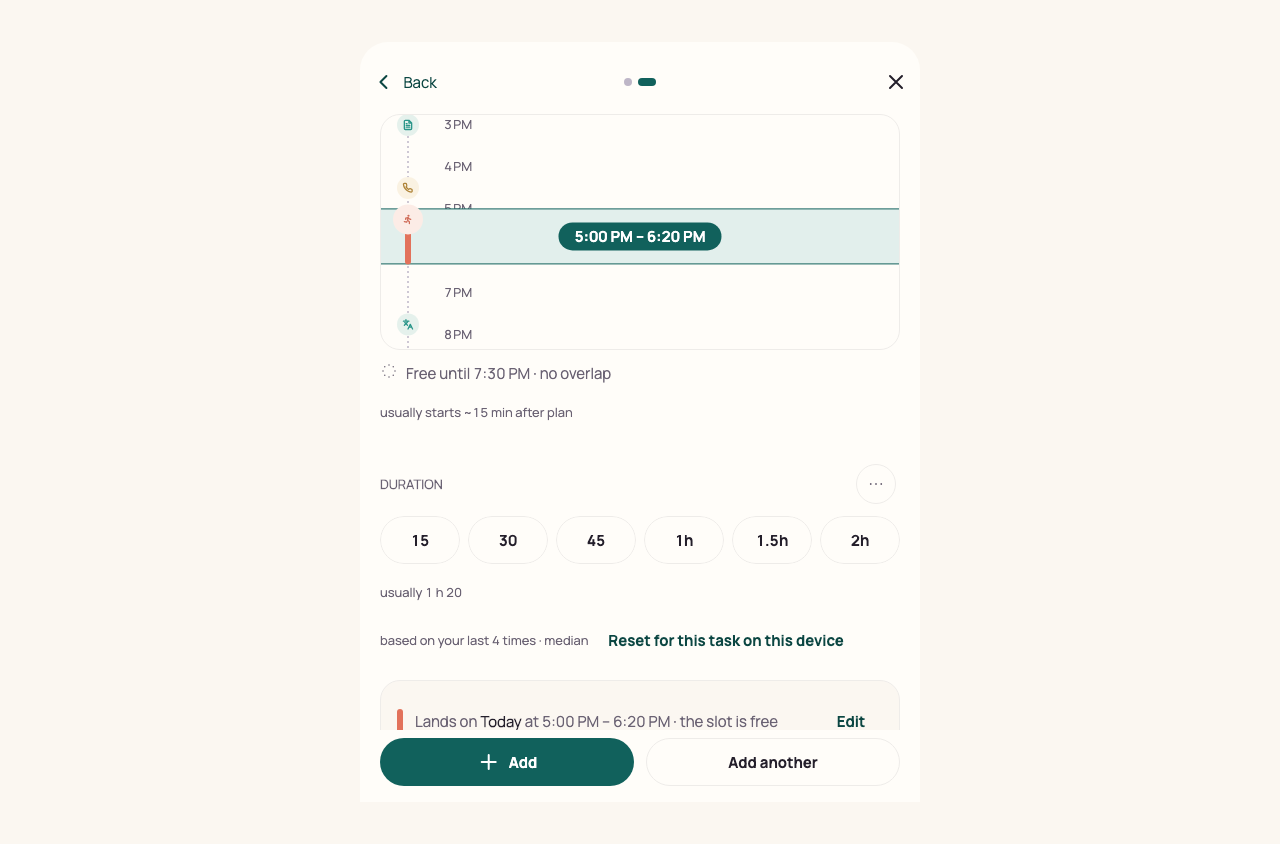 Back
3 PM
4 PM
5 PM
5:00 PM – 6:20 PM
7 PM
8 PM
Free until 7:30 PM · no overlap
usually starts ~15 min after plan
DURATION
15 30 45 1h 1.5h 2h
usually 1 h 20
based on your last 4 times · median Reset for this task on this device
Lands on Today at 5:00 PM – 6:20 PM · the slot is free Edit
Add Add another